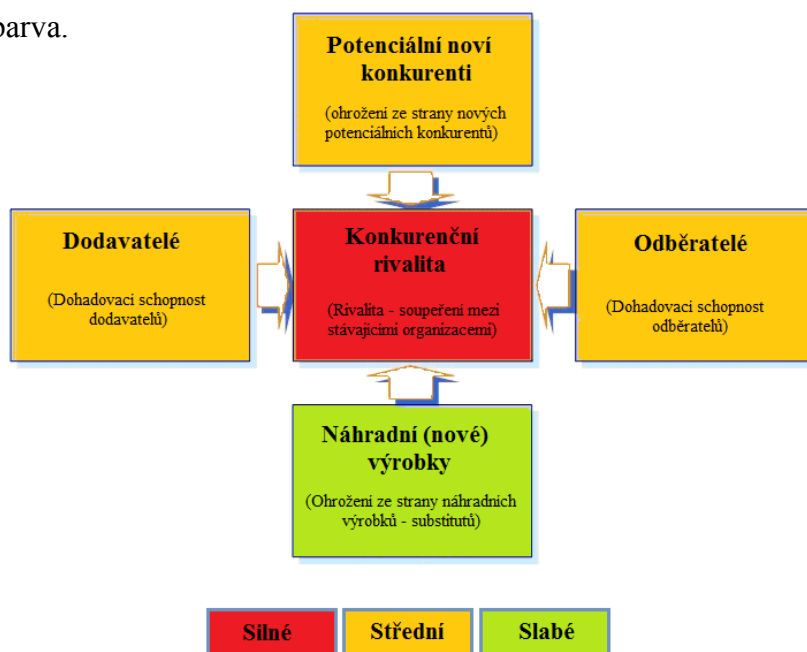 barva.
Potenciální noví
konkurenti
(ohrožení ze strany nových
potenciálních konkurentů)
Dodavatelé
(Dohadovací schopnost
dodavatelů)
Konkurenční
rivalita
(Rivalita - soupeření mezi
stávajícími organizacemi)
Odběratelé
(Dohadovací schopnost
odběratelů)
Náhradní (nové)
výrobky
(Ohrožení ze strany náhradních
výrobků - substitutů)
Silné
Střední
Slabé